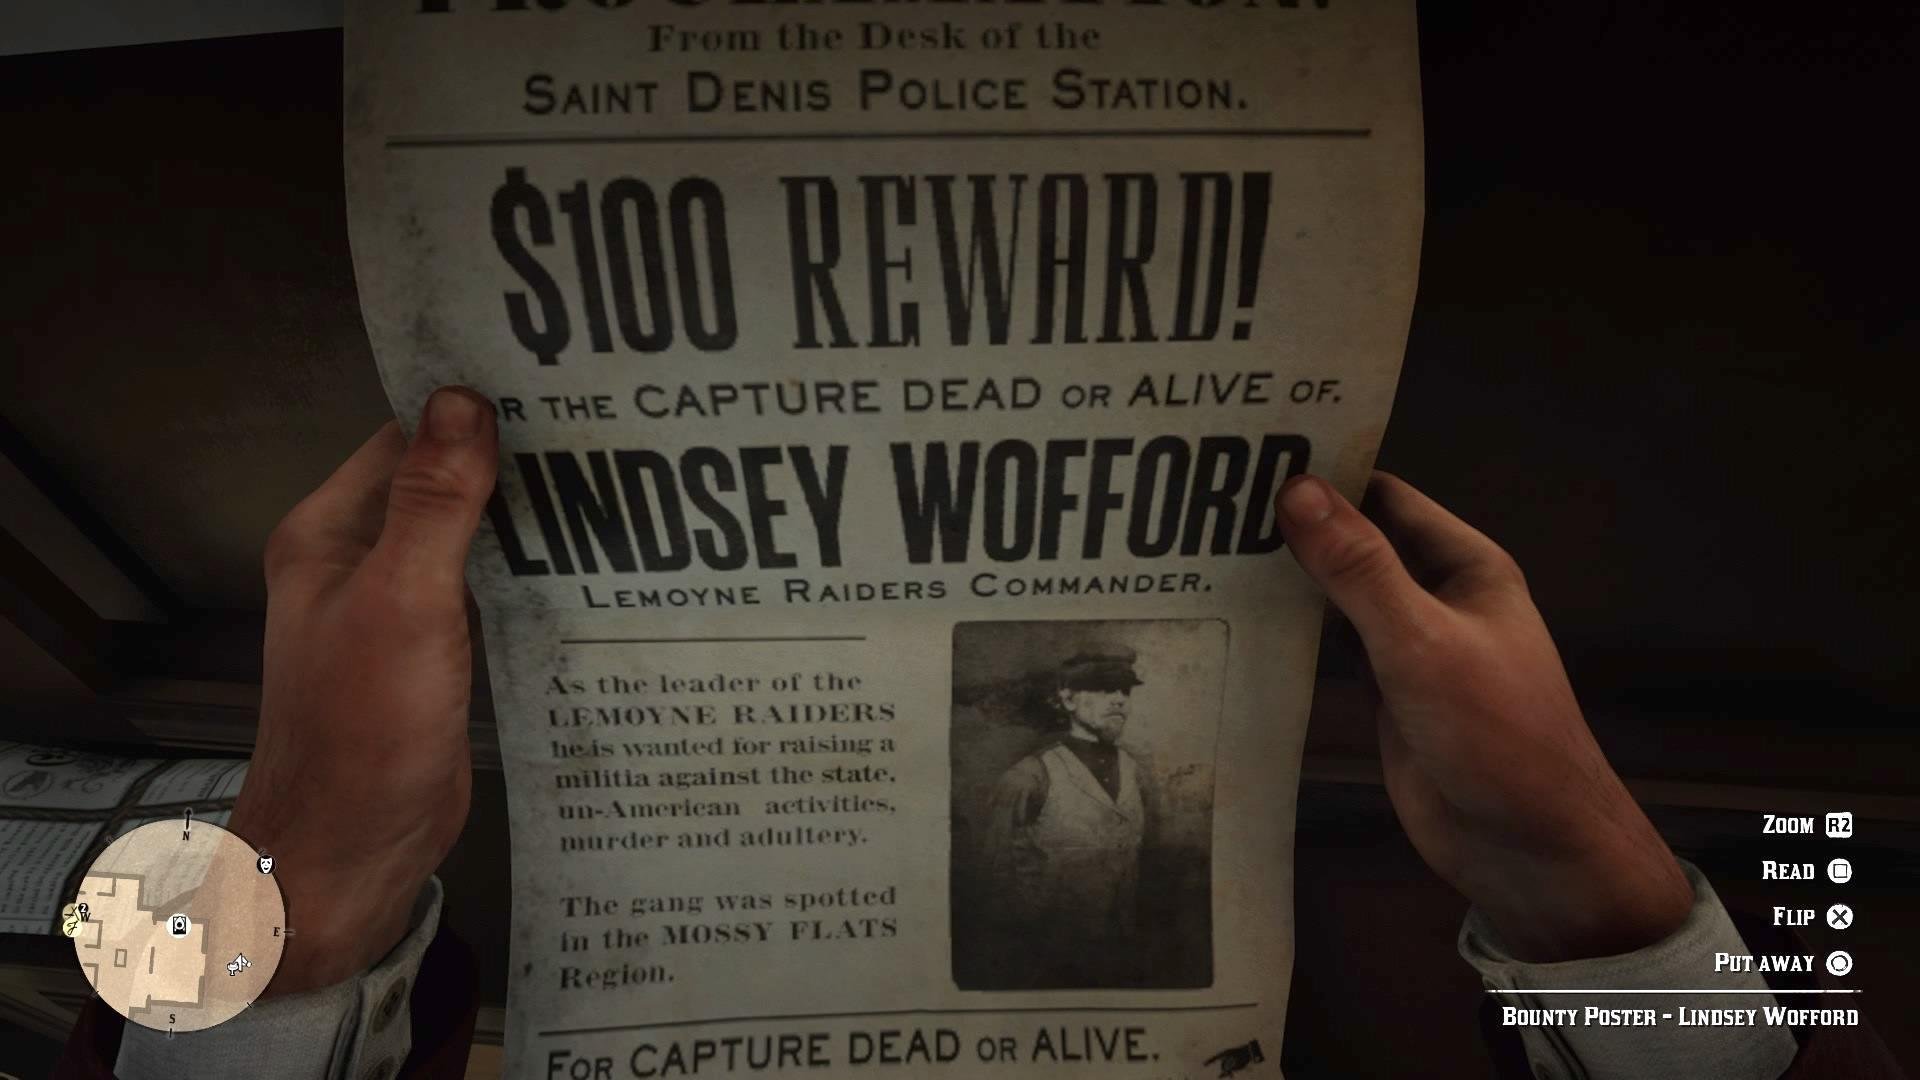 From the Desk of the
SAINT DENIS POLICE STATION.
$100 REWARD!
THE CAPTURE DEAD OR ALIVE OF.
LINDSEY WOFFORD
LEMOYNE RAIDERS COMMANDER.
As the leader of the
LEMOYNE RAIDERS
he is wanted for raising a
militia against the state,
un-American activities,
murder and adultery.
The gang was spotted
in the MOSSY FLATS
Region.
FOR CAPTURE DEAD OR ALIVE.
N
2
W
E
S
ZOOM R2
READ
FLIP
PUT AWAY
BOUNTY POSTER - LINDSEY WOFFORD